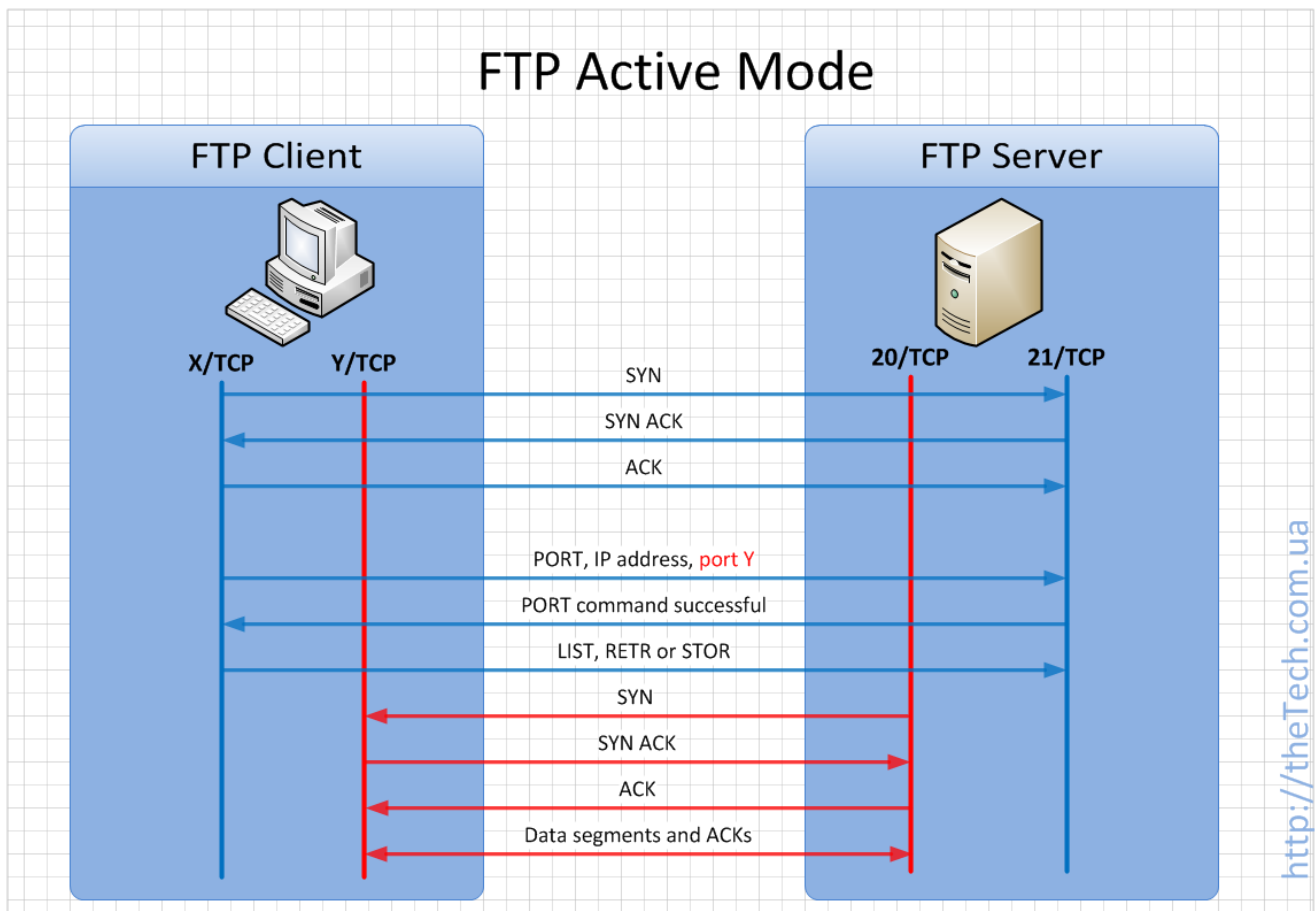 FTP Active Mode
FTP Client
FTP Server
X/TCP
Y/TCP
20/TCP
21/TCP
SYN
SYN ACK
ACK
PORT, IP address, port Y
PORT command successful
LIST, RETR or STOR
SYN
SYN ACK
ACK
Data segments and ACKs
http://theTech.com.ua